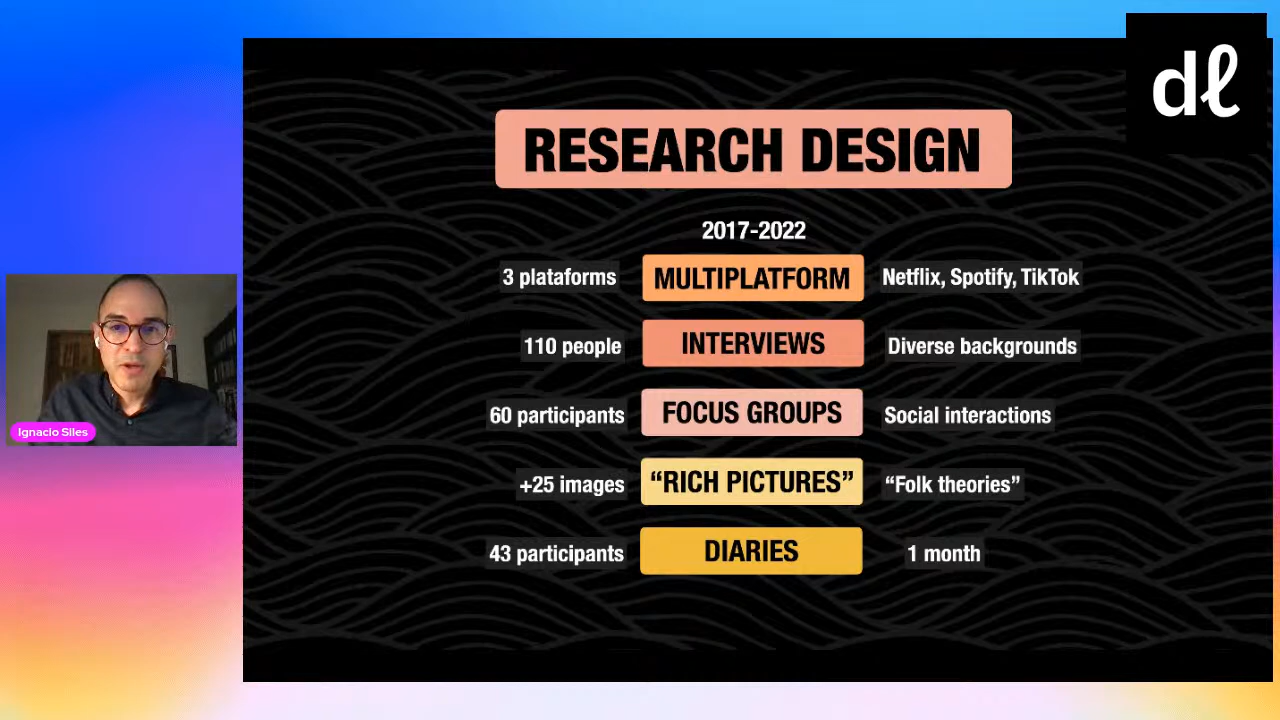 dl
RESEARCH DESIGN
2017-2022
3 plataforms MULTIPLATFORM Netflix, Spotify, TikTok
110 people INTERVIEWS Diverse backgrounds
60 participants FOCUS GROUPS Social interactions
+25 images “RICH PICTURES” “Folk theories”
43 participants DIARIES 1 month
Ignacio Siles